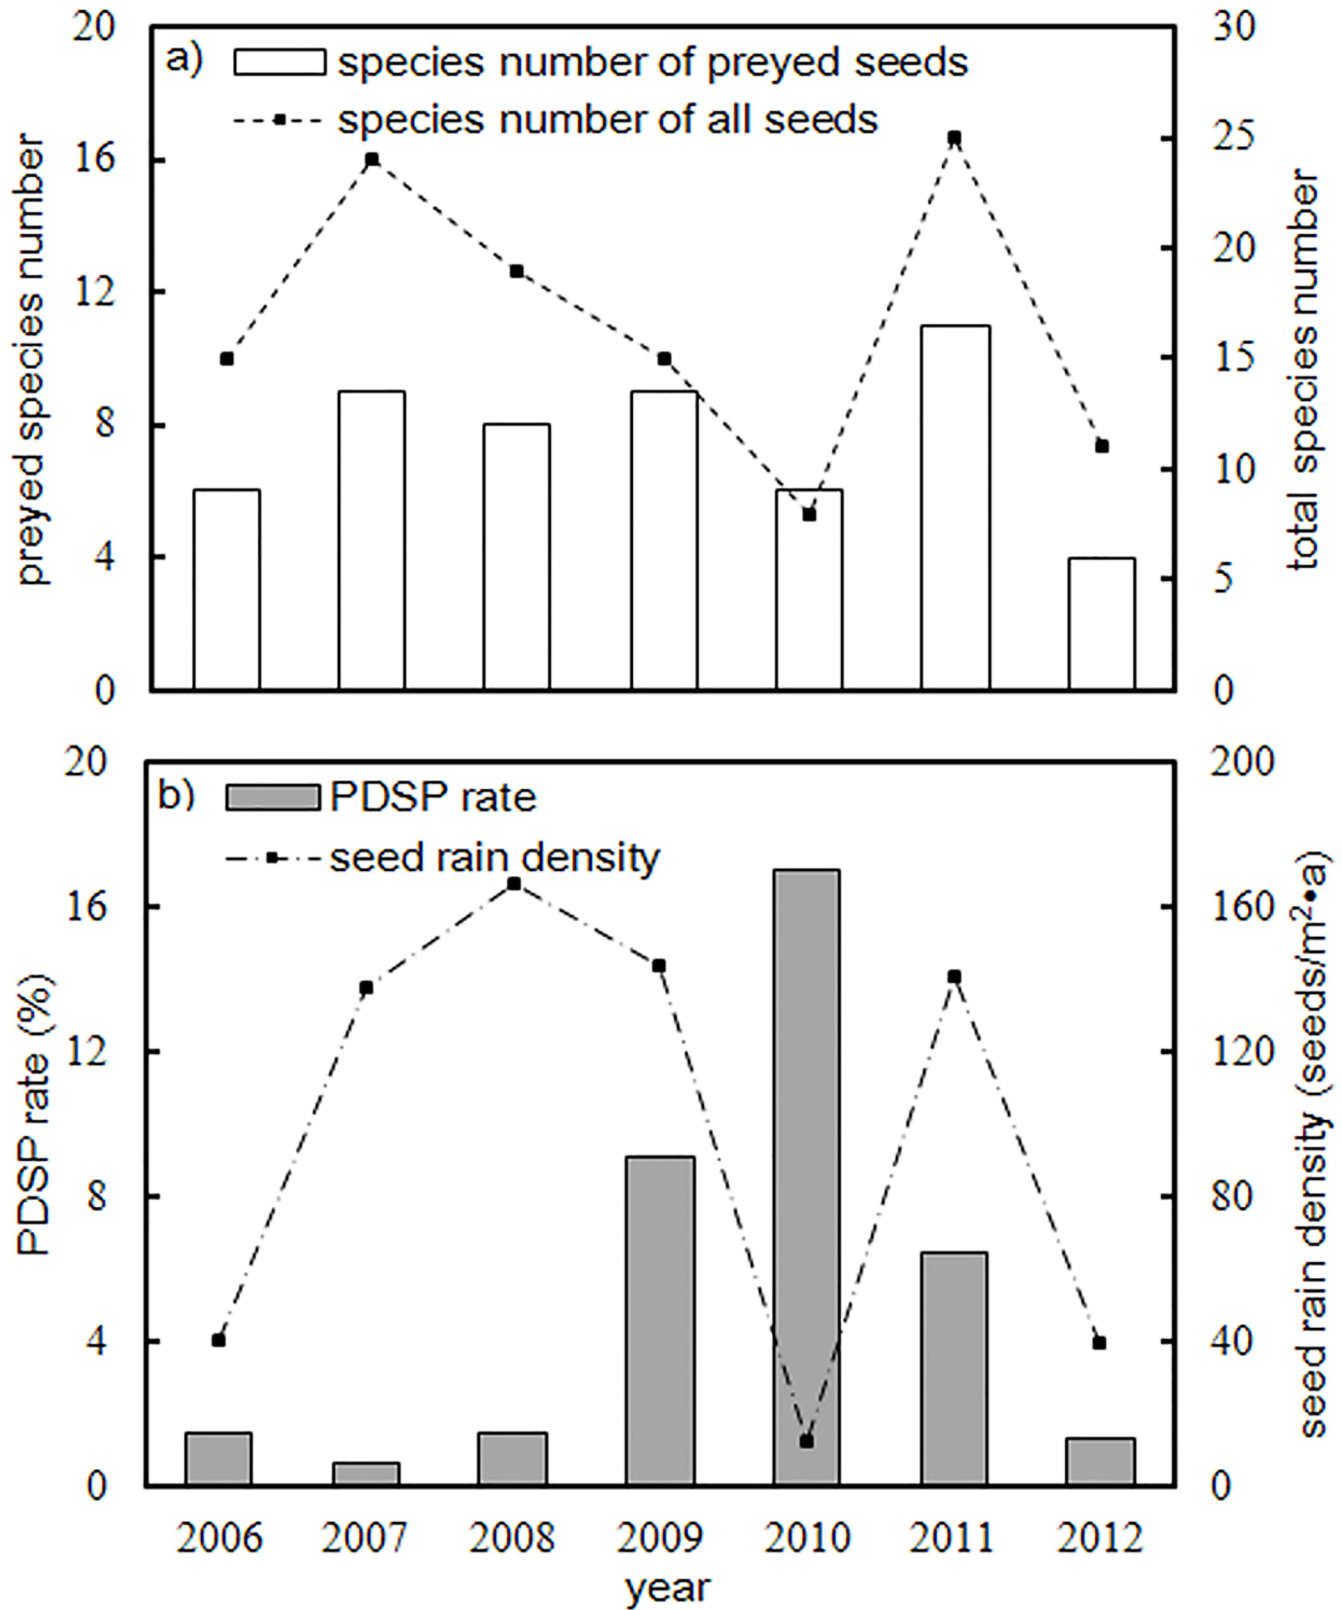 a) species number of preyed seeds
species number of all seeds
20
16
12
8
4
0
preyed species number
30
25
20
15
10
5
0
total species number
b) PDSP rate
seed rain density
20
16
12
8
4
0
PDSP rate (%)
200
160
120
80
40
0
seed rain density (seeds/m²•a)
2006 2007 2008 2009 2010 2011 2012
year